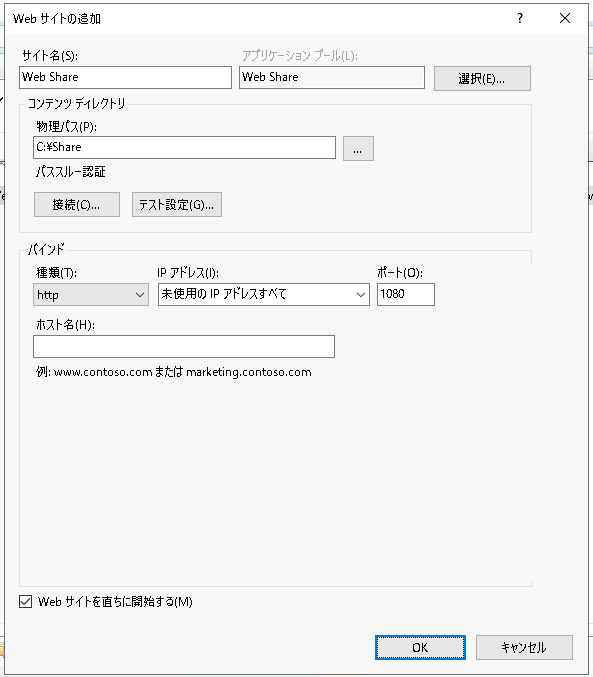 Web サイトの追加
?
サイト名(S):
アプリケーション プール(L):
Web Share
Web Share
選択(E)...
コンテンツ ディレクトリ
物理パス(P):
C:¥Share
...
パススルー認証
接続(C)...
テスト設定(G)...
バインド
種類(T):
IP アドレス(I):
ポート(O):
http
未使用の IP アドレスすべて
1080
ホスト名(H):
例: www.contoso.com または marketing.contoso.com
Web サイトを直ちに開始する(M)
OK
キャンセル